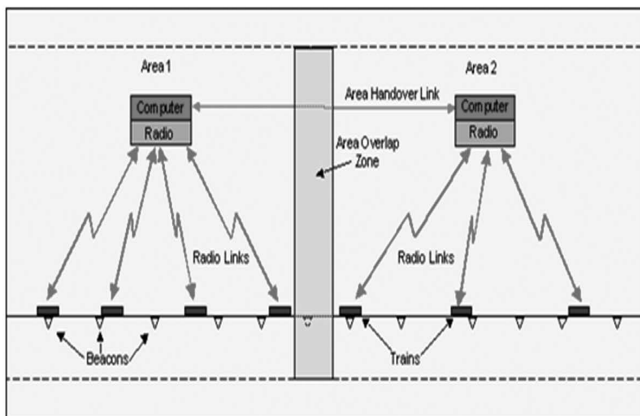 Area 1
Area 2
Computer
Radio
Area Handover Link
Computer
Radio
Area Overlap
Zone
Radio Links
Radio Links
Beacons
Trains